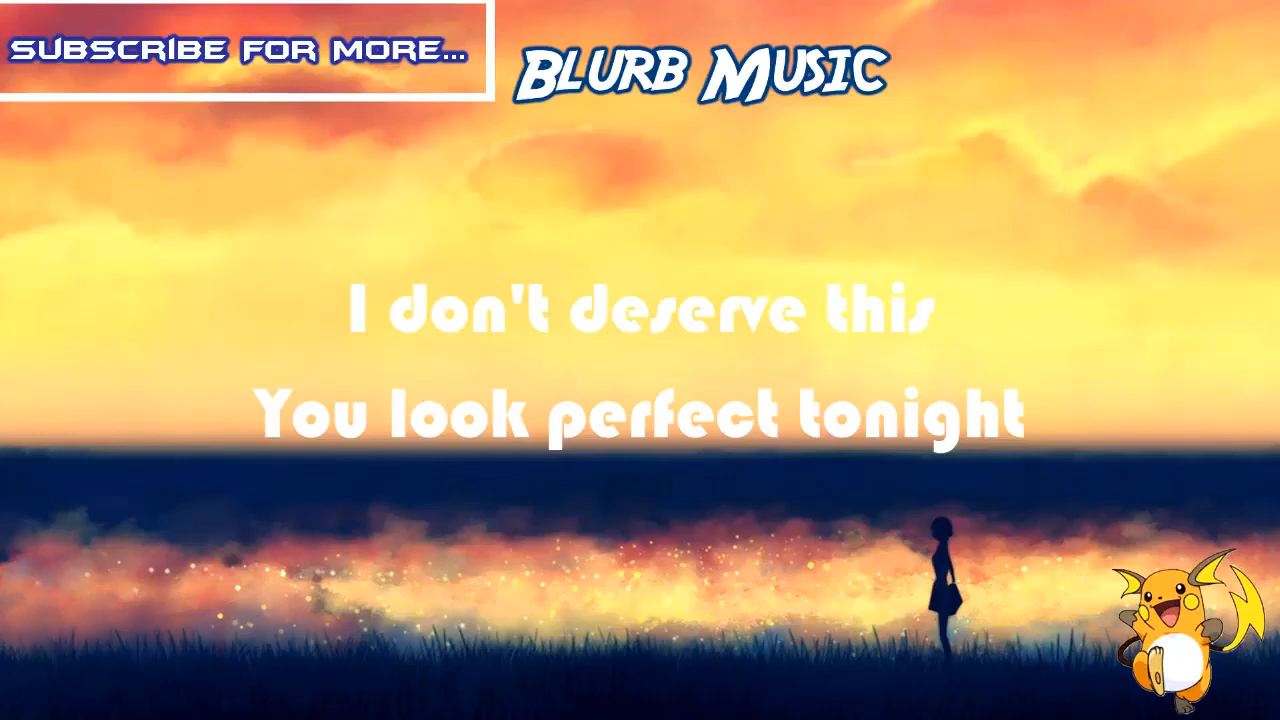 SUBSCRIBE FOR MORE...
BLURB MUSIC
I don't deserve this
You look perfect tonight